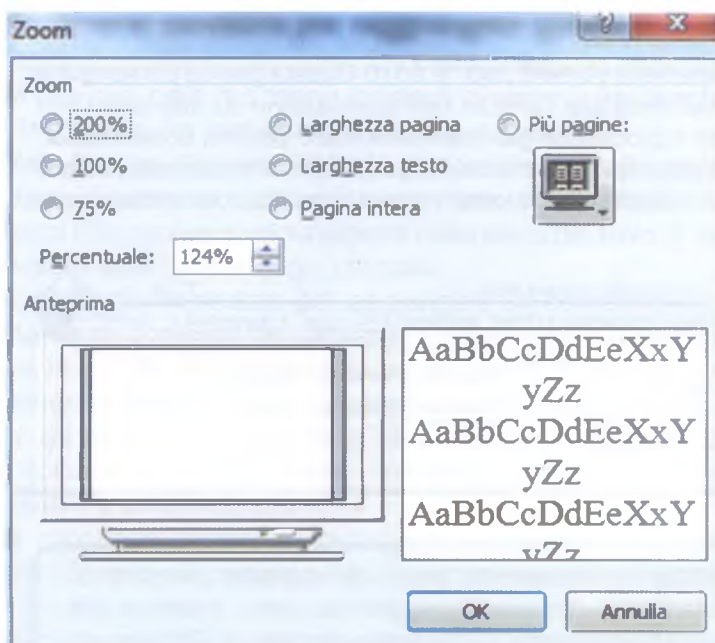 Zoom
Zoom
200%
Larghezza pagina
Più pagine:
100%
Larghezza testo
75%
Pagina intera
Percentuale:
124%
Anteprima
AaBbCcDdEeXxY
yZz
AaBbCcDdEeXxY
yZz
AaBbCcDdEeXxY
yZz
OK
Annulla